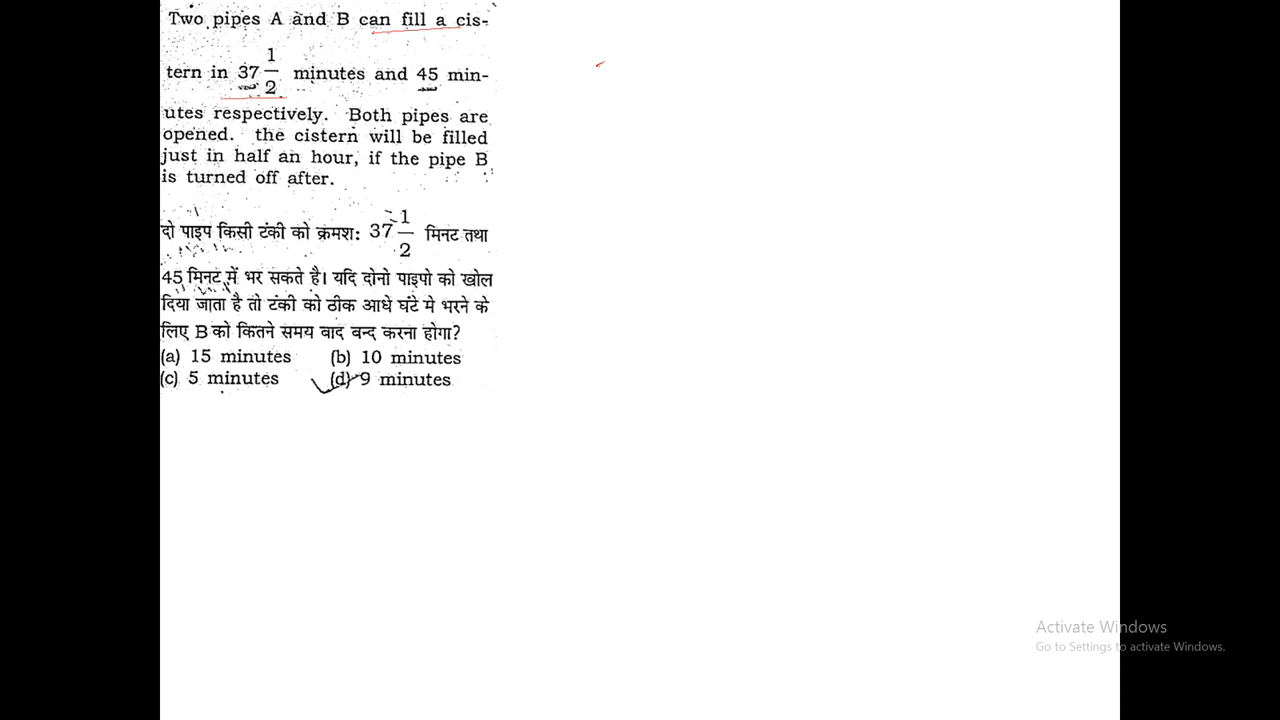 Two pipes A and B can fill a cis-
tern in 37 1/2 minutes and 45 min-
utes respectively. Both pipes are
opened. the cistern will be filled
just in half an hour, if the pipe B
is turned off after.
दो पाइप किसी टंकी को क्रमश: 37 1/2 मिनट तथा
45 मिनट में भर सकते है। यदि दोनो पाइपो को खोल
दिया जाता है तो टंकी को ठीक आधे घंटे मे भरने के
लिए B को कितने समय बाद बन्द करना होगा?
(a) 15 minutes (b) 10 minutes
(c) 5 minutes (d) 9 minutes
Activate Windows
Go to Settings to activate Windows.